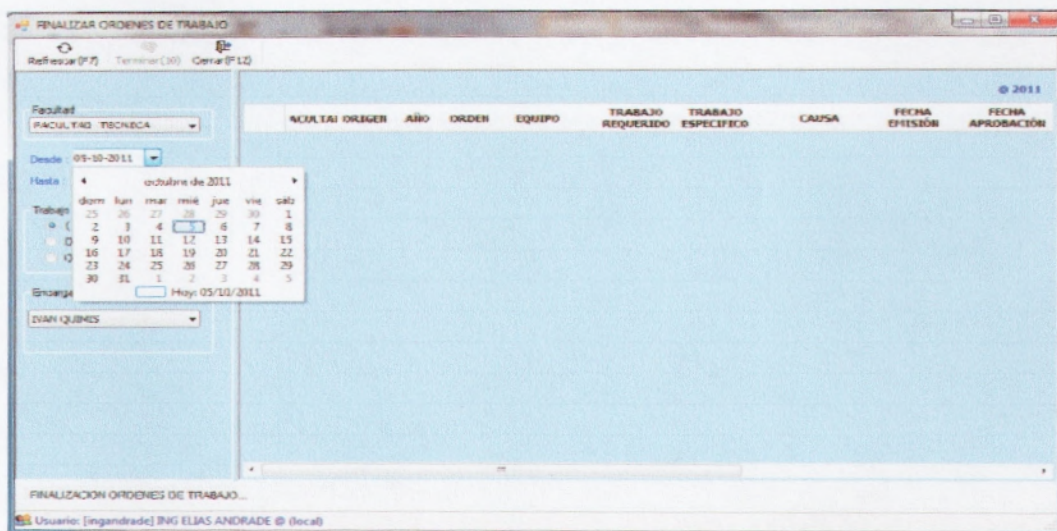 FINALIZAR ORDENES DE TRABAJO
Refrescar(F7) Terminar(10) Cerrar(F12)
@ 2011
Facultad
FACULTAD TECNICA
ACULTAI ORIGEN AÑO ORDEN EQUIPO TRABAJO REQUERIDO TRABAJO ESPECIFICO CAUSA FECHA EMISIÓN FECHA APROBACIÓN
Desde : 05-10-2011
Hasta :
octubre de 2011
dom lun mar mié jue vie sáb
25 26 27 28 29 30 1
2 3 4 5 6 7 8
9 10 11 12 13 14 15
16 17 18 19 20 21 22
23 24 25 26 27 28 29
30 31 1 2 3 4 5
Hoy: 05/10/2011
Trabajo
Encarga
IVAN QUIMIS
FINALIZACION ORDENES DE TRABAJO...
Usuario: [ingandrade] ING ELIAS ANDRADE @ (local)